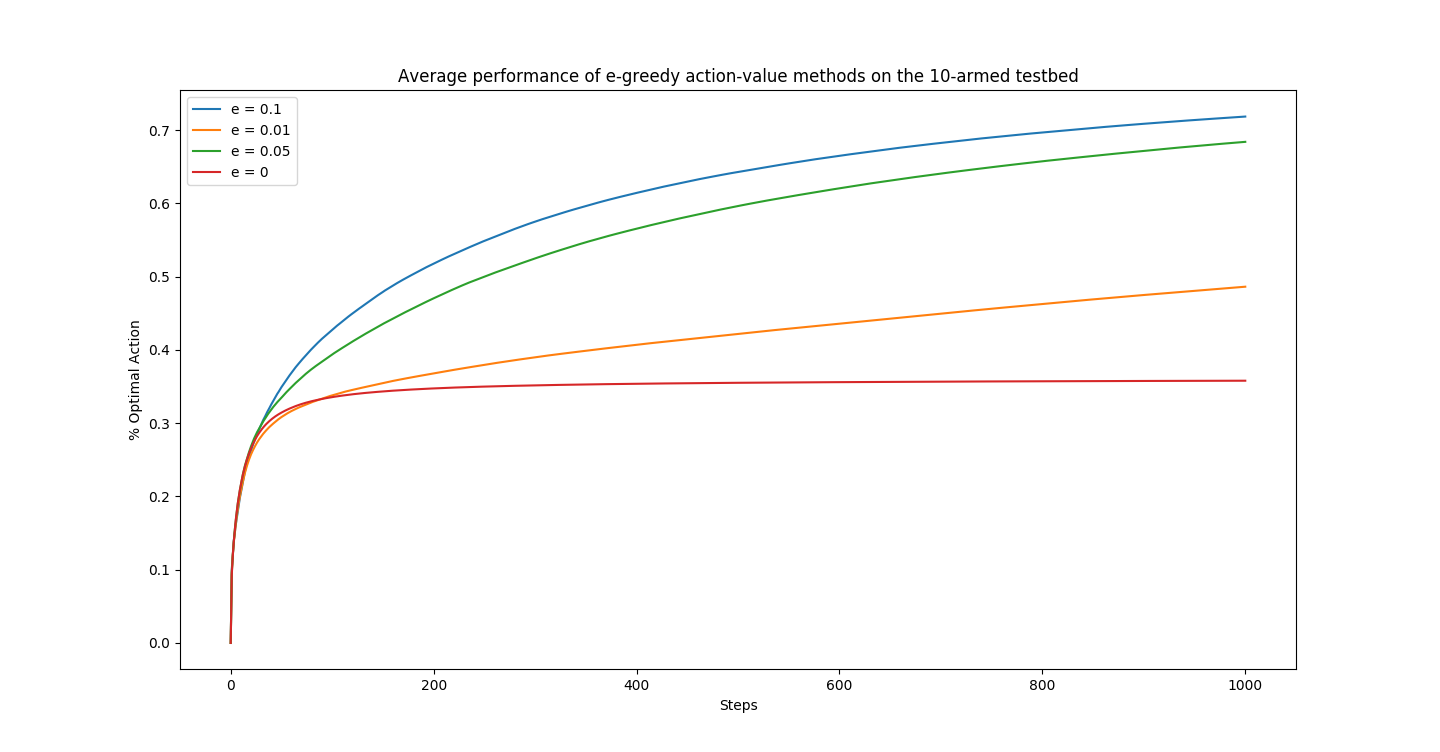 Average performance of e-greedy action-value methods on the 10-armed testbed
e = 0.1
e = 0.01
e = 0.05
e = 0
% Optimal Action
0.7
0.6
0.5
0.4
0.3
0.2
0.1
0.0
0 200 400 600 800 1000
Steps